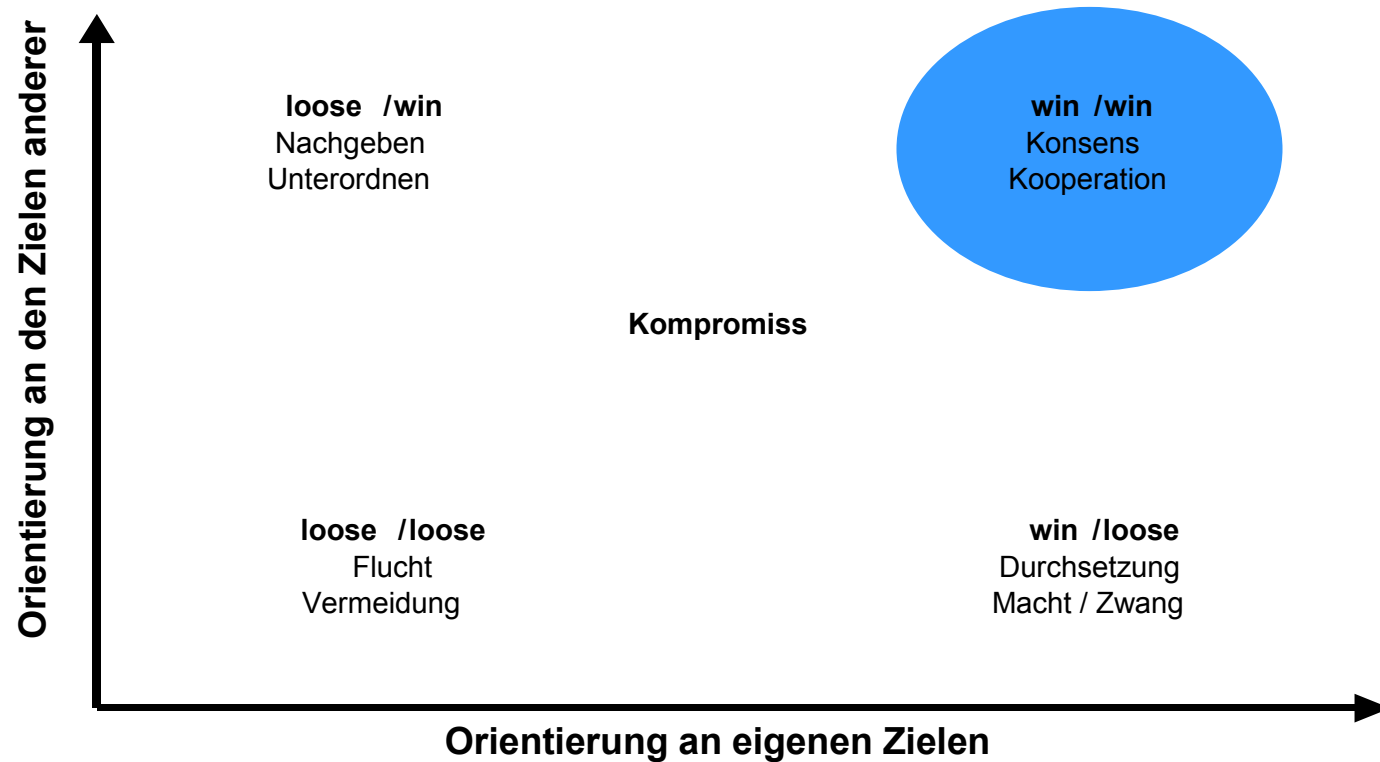 Orientierung an den Zielen anderer
loose /win
Nachgeben
Unterordnen
win /win
Konsens
Kooperation
Kompromiss
loose /loose
Flucht
Vermeidung
win /loose
Durchsetzung
Macht / Zwang
Orientierung an eigenen Zielen